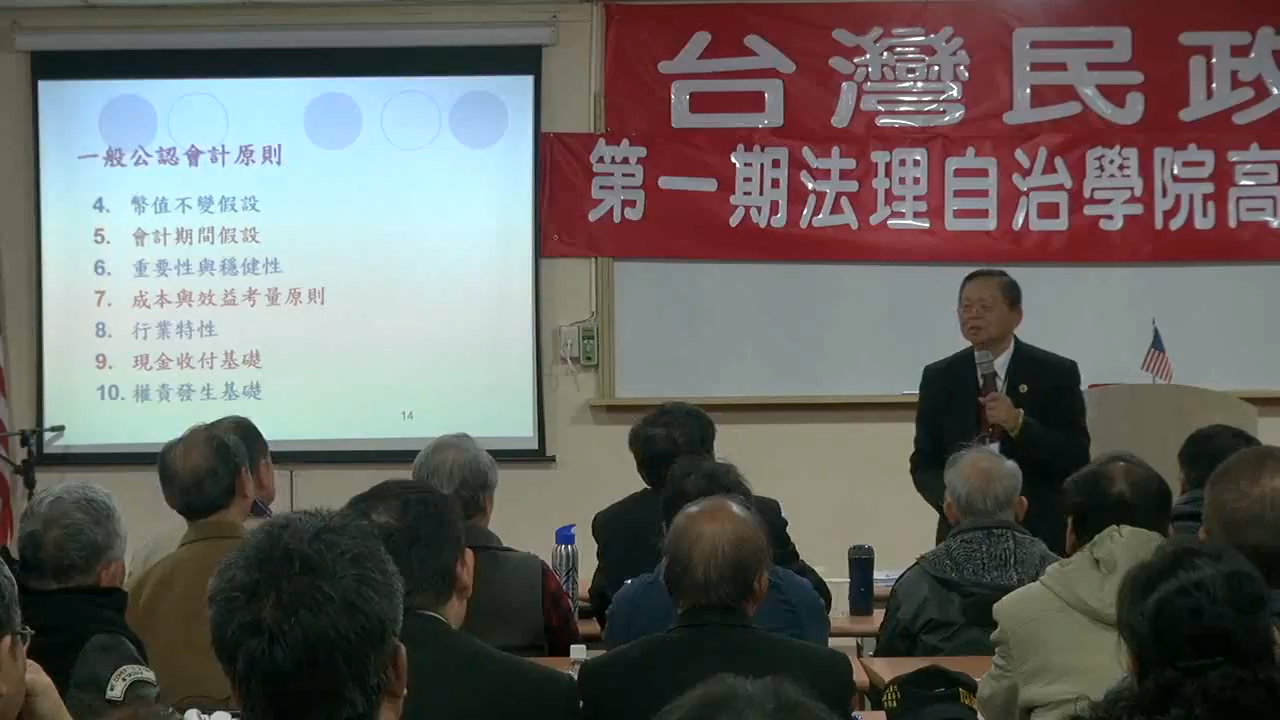 一般公認會計原則
4. 幣值不變假設
5. 會計期間假設
6. 重要性與穩健性
7. 成本與效益考量原則
8. 行業特性
9. 現金收付基礎
10. 權責發生基礎
14
台灣民政
第一期法理自治學院高